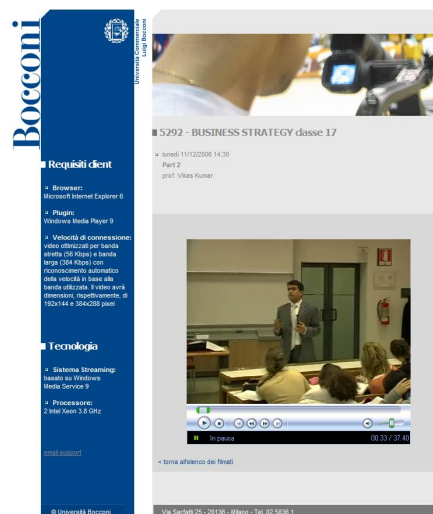 Bocconi
Università Commerciale
Luigi Bocconi
Requisiti client
Browser:
Microsoft Internet Explorer 6
Plugin:
Windows Media Player 9
Velocità di connessione:
video ottimizzati per banda
stretta (56 Kbps) e banda
larga (384 Kbps) con
riconoscimento automatico
della velocità in base alla
banda utilizzata. Il video avrà
dimensioni, rispettivamente, di
192x144 e 384x288 pixel
Tecnologia
Sistema Streaming:
basato su Windows
Media Service 9
Processore:
2 Intel Xeon 3.8 GHz
email support
© Università Bocconi
5292 - BUSINESS STRATEGY classe 17
lunedì 11/12/2006 14:30
Part 2
prof. Vikas Kumar
In pausa
00:33 / 37:40
< torna all'elenco dei filmati
Via Sarfatti 25 - 20136 - Milano - Tel. 02 5836.1